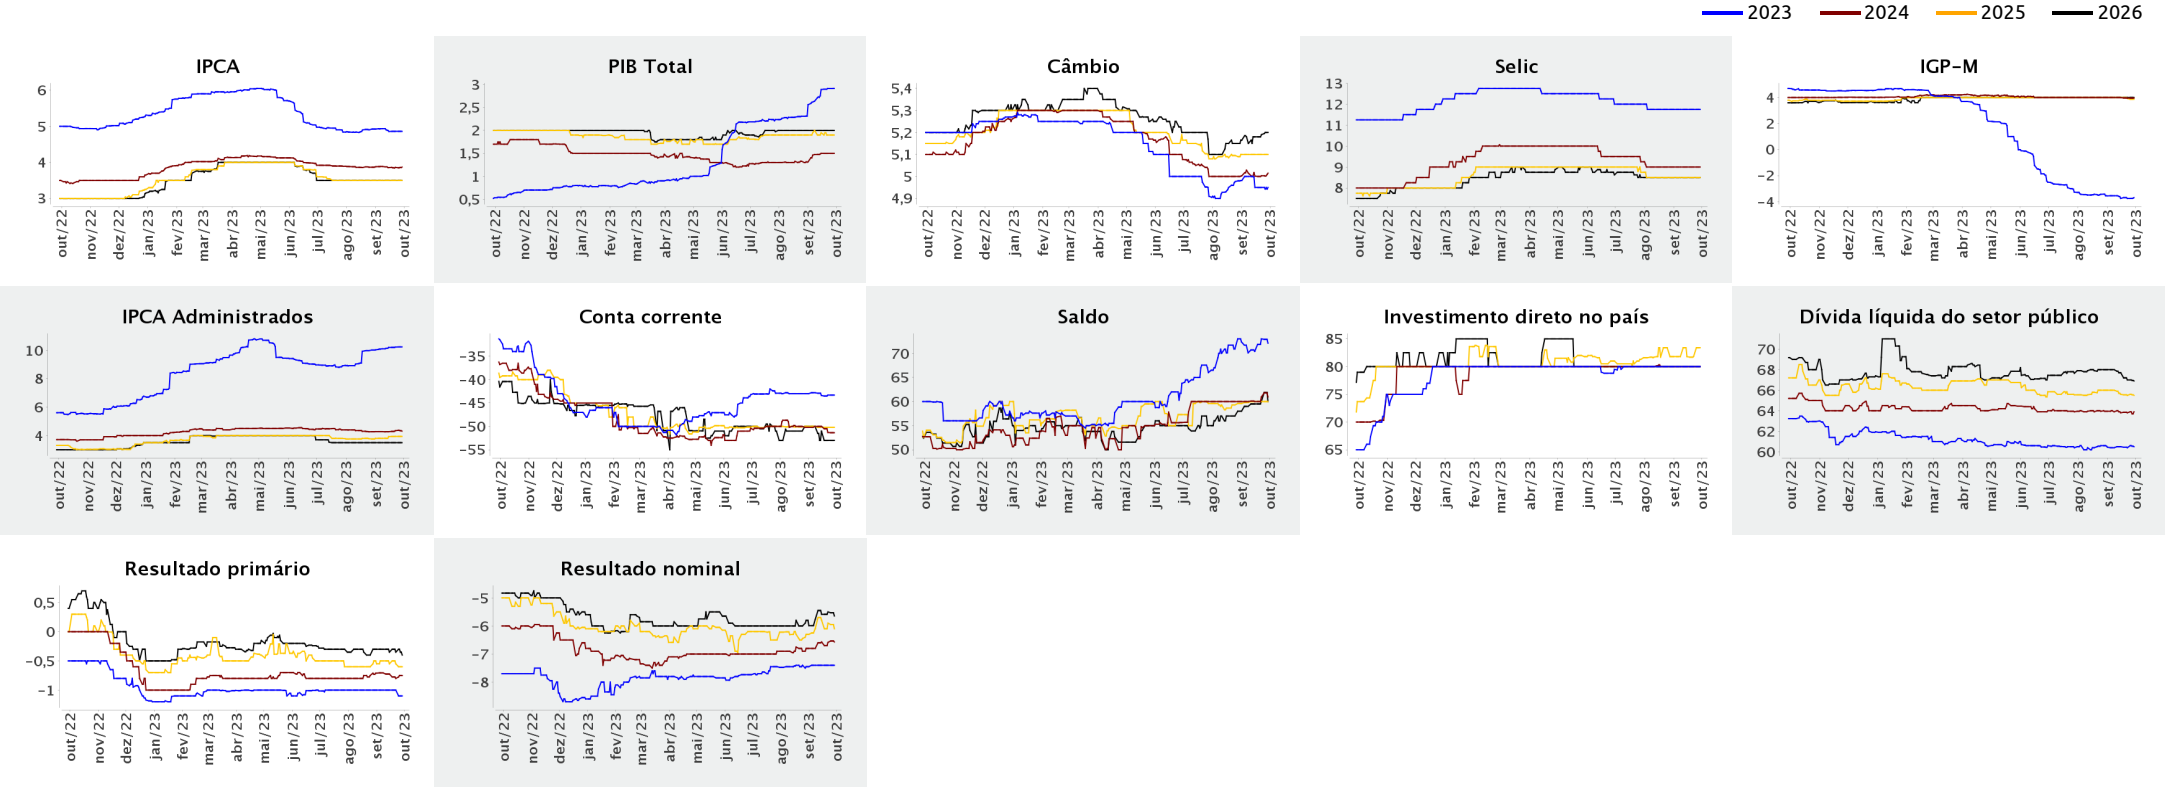 2023 2024 2025 2026
IPCA
6
5
4
3
out/22 nov/22 dez/22 jan/23 fev/23 mar/23 abr/23 mai/23 jun/23 jul/23 ago/23 set/23 out/23
PIB Total
3
2,5
2
1,5
1
0,5
out/22 nov/22 dez/22 jan/23 fev/23 mar/23 abr/23 mai/23 jun/23 jul/23 ago/23 set/23 out/23
Câmbio
5,4
5,3
5,2
5,1
5
4,9
out/22 nov/22 dez/22 jan/23 fev/23 mar/23 abr/23 mai/23 jun/23 jul/23 ago/23 set/23 out/23
Selic
13
12
11
10
9
8
out/22 nov/22 dez/22 jan/23 fev/23 mar/23 abr/23 mai/23 jun/23 jul/23 ago/23 set/23 out/23
IGP-M
4
2
0
-2
-4
out/22 nov/22 dez/22 jan/23 fev/23 mar/23 abr/23 mai/23 jun/23 jul/23 ago/23 set/23 out/23
IPCA Administrados
10
8
6
4
out/22 nov/22 dez/22 jan/23 fev/23 mar/23 abr/23 mai/23 jun/23 jul/23 ago/23 set/23 out/23
Conta corrente
-35
-40
-45
-50
-55
out/22 nov/22 dez/22 jan/23 fev/23 mar/23 abr/23 mai/23 jun/23 jul/23 ago/23 set/23 out/23
Saldo
70
65
60
55
50
out/22 nov/22 dez/22 jan/23 fev/23 mar/23 abr/23 mai/23 jun/23 jul/23 ago/23 set/23 out/23
Investimento direto no país
85
80
75
70
65
out/22 nov/22 dez/22 jan/23 fev/23 mar/23 abr/23 mai/23 jun/23 jul/23 ago/23 set/23 out/23
Dívida líquida do setor público
70
68
66
64
62
60
out/22 nov/22 dez/22 jan/23 fev/23 mar/23 abr/23 mai/23 jun/23 jul/23 ago/23 set/23 out/23
Resultado primário
0,5
0
-0,5
-1
out/22 nov/22 dez/22 jan/23 fev/23 mar/23 abr/23 mai/23 jun/23 jul/23 ago/23 set/23 out/23
Resultado nominal
-5
-6
-7
-8
out/22 nov/22 dez/22 jan/23 fev/23 mar/23 abr/23 mai/23 jun/23 jul/23 ago/23 set/23 out/23